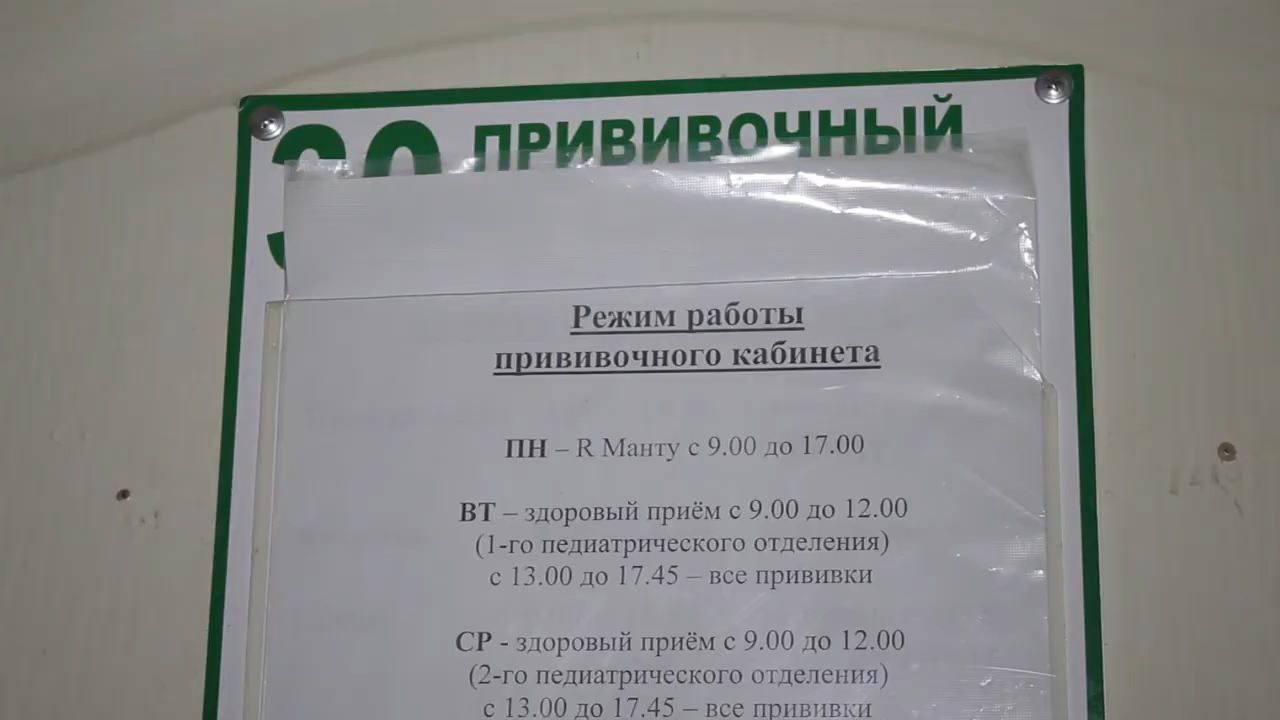 ПРИВИВОЧНЫЙ
Режим работы
прививочного кабинета
ПН – R Манту с 9.00 до 17.00
ВТ – здоровый приём с 9.00 до 12.00
(1-го педиатрического отделения)
с 13.00 до 17.45 – все прививки
СР - здоровый приём с 9.00 до 12.00
(2-го педиатрического отделения)
с 13.00 до 17.45 – все прививки